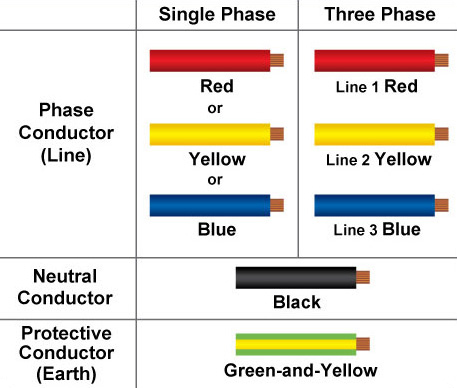 Single Phase
Three Phase
Phase
Conductor
(Line)
Red
or
Yellow
or
Blue
Line 1 Red
Line 2 Yellow
Line 3 Blue
Neutral
Conductor
Black
Protective
Conductor
(Earth)
Green-and-Yellow